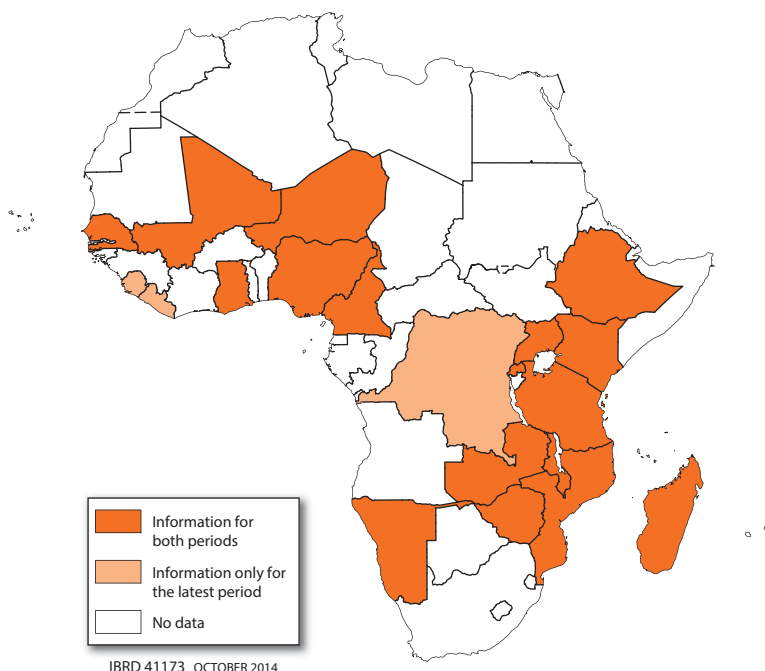 Information for
both periods
Information only for
the latest period
No data
IBRD 41173 OCTOBER 2014